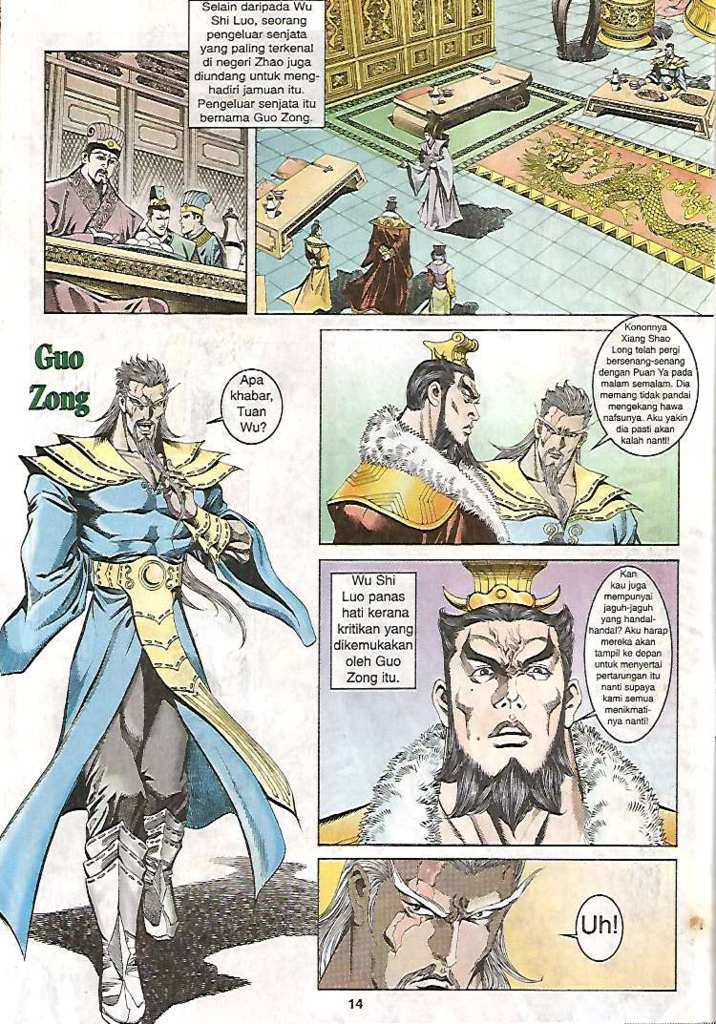 Selain daripada Wu
Shi Luo, seorang
pengeluar senjata
yang paling terkenal
di negeri Zhao juga
diundang untuk meng-
hadiri jamuan itu.
Pengeluar senjata itu
bernama Guo Zong.
Guo
Zong
Apa
khabar,
Tuan
Wu?
Kononnya
Xiang Shao
Long telah pergi
bersenang-senang
dengan Puan Ya pada
malam semalam. Dia
memang tidak pandai
mengekang hawa
nafsunya. Aku yakin
dia pasti akan
kalah nanti!
Wu Shi
Luo panas
hati kerana
kritikan yang
dikemukakan
oleh Guo
Zong itu.
Kan
kau juga
mempunyai
jaguh-jaguh
yang handal-
handal? Aku harap
mereka akan
tampil ke depan
untuk menyertai
pertarungan itu
nanti supaya
kami semua
menikmati-
nya nanti!
Uh!
14